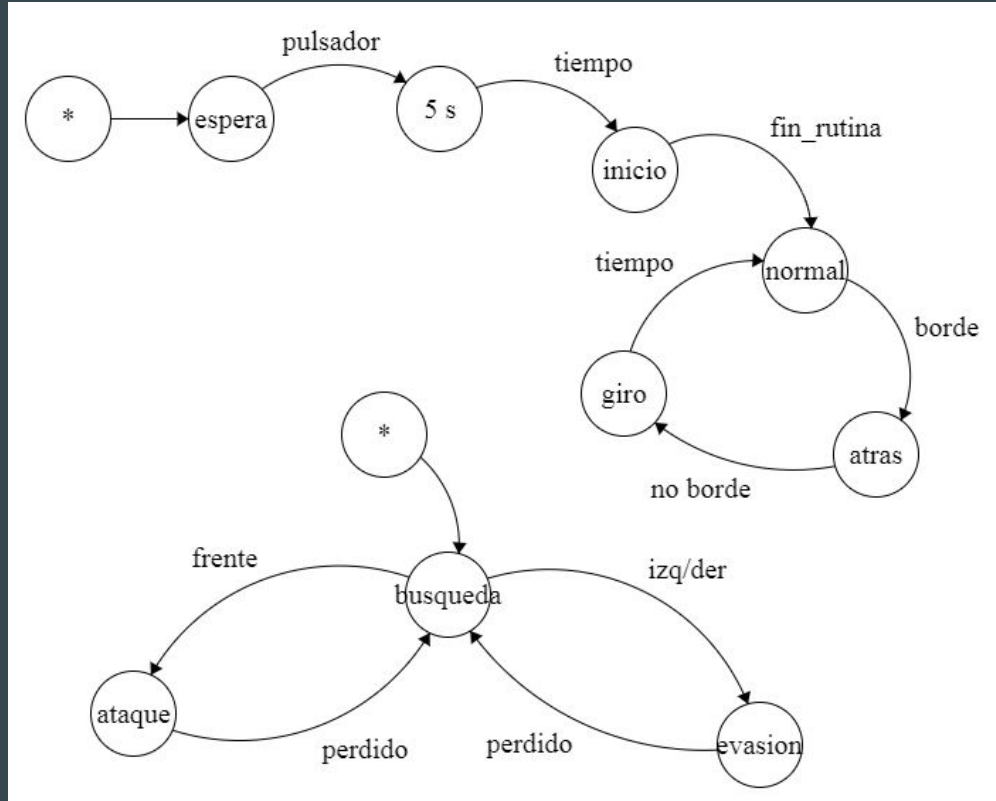 pulsador
tiempo
*
espera
5 s
inicio
fin_rutina
tiempo
normal
borde
giro
atras
no borde
*
frente
busqueda
izq/der
ataque
evasion
perdido
perdido